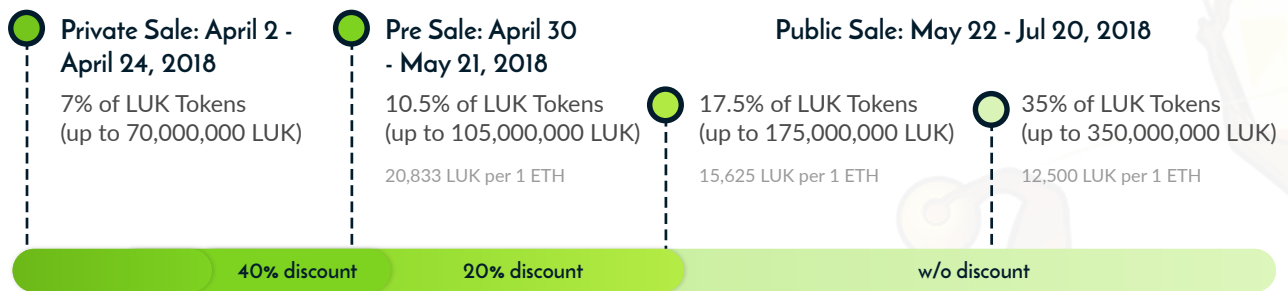 Private Sale: April 2 -
April 24, 2018
7% of LUK Tokens
(up to 70,000,000 LUK)
Pre Sale: April 30
- May 21, 2018
10.5% of LUK Tokens
(up to 105,000,000 LUK)
20,833 LUK per 1 ETH
Public Sale: May 22 - Jul 20, 2018
17.5% of LUK Tokens
(up to 175,000,000 LUK)
15,625 LUK per 1 ETH
35% of LUK Tokens
(up to 350,000,000 LUK)
12,500 LUK per 1 ETH
40% discount
20% discount
w/o discount